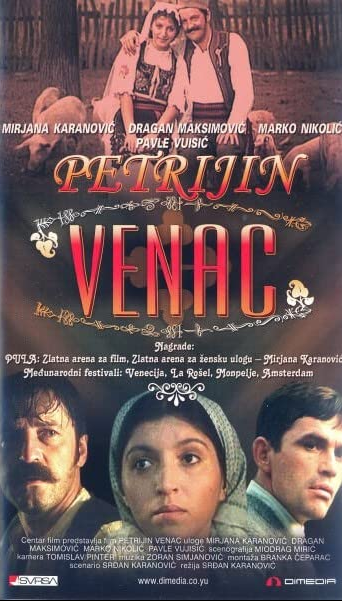 MIRJANA KARANOVIĆ DRAGAN MAKSIMOVIĆ MARKO NIKOLIĆ
PAVLE VUISIĆ
PETRIJIN
VENAC
Nagrade:
PULA: Zlatna arena za film, Zlatna arena za žensku ulogu – Mirjana Karanović
Međunarodni festivali: Venecija, La Rošel, Monpelje, Amsterdam
Centar film predstavlja film PETRIJIN VENAC uloge MIRJANA KARANOVIĆ, DRAGAN
MAKSIMOVIĆ, MARKO NIKOLIĆ, PAVLE VUJISIĆ scenografija MIODRAG MIRIC
kamera TOMISLAV PINTER muzika ZORAN SIMJANOVIĆ montaža BRANKA ČEPARAC
scenario SRĐAN KARANOVIĆ režija SRĐAN KARANOVIĆ
www.dimedia.co.yu
DIMEDIA